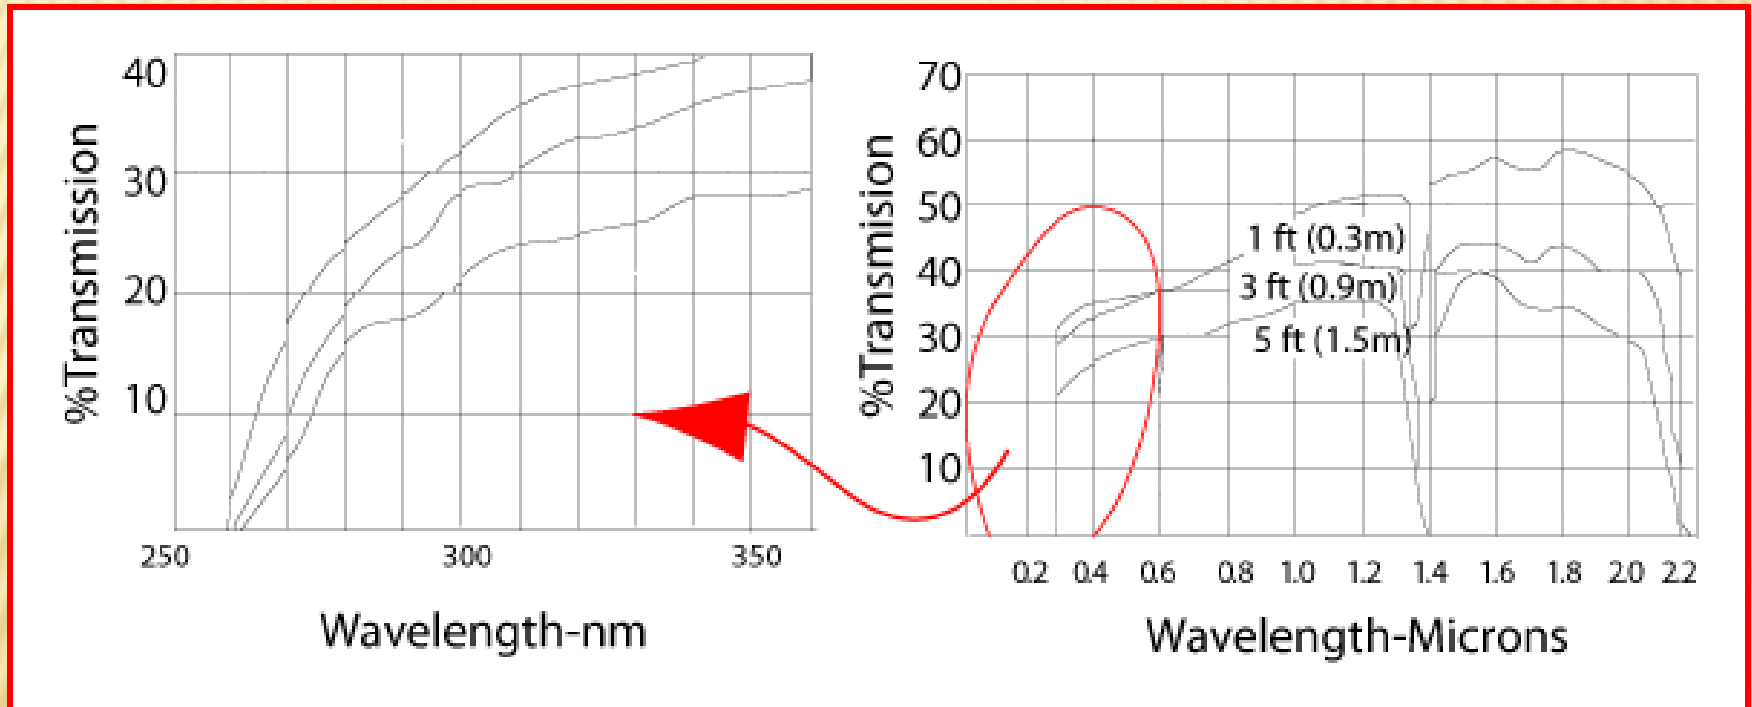 40
30
20
10
%Transmission
250 300 350
Wavelength-nm
70
60
50
40
30
20
10
%Transmision
1 ft (0.3m)
3 ft (0.9m)
5 ft (1.5m)
0.2 0.4 0.6 0.8 1.0 1.2 1.4 1.6 1.8 2.0 2.2
Wavelength-Microns